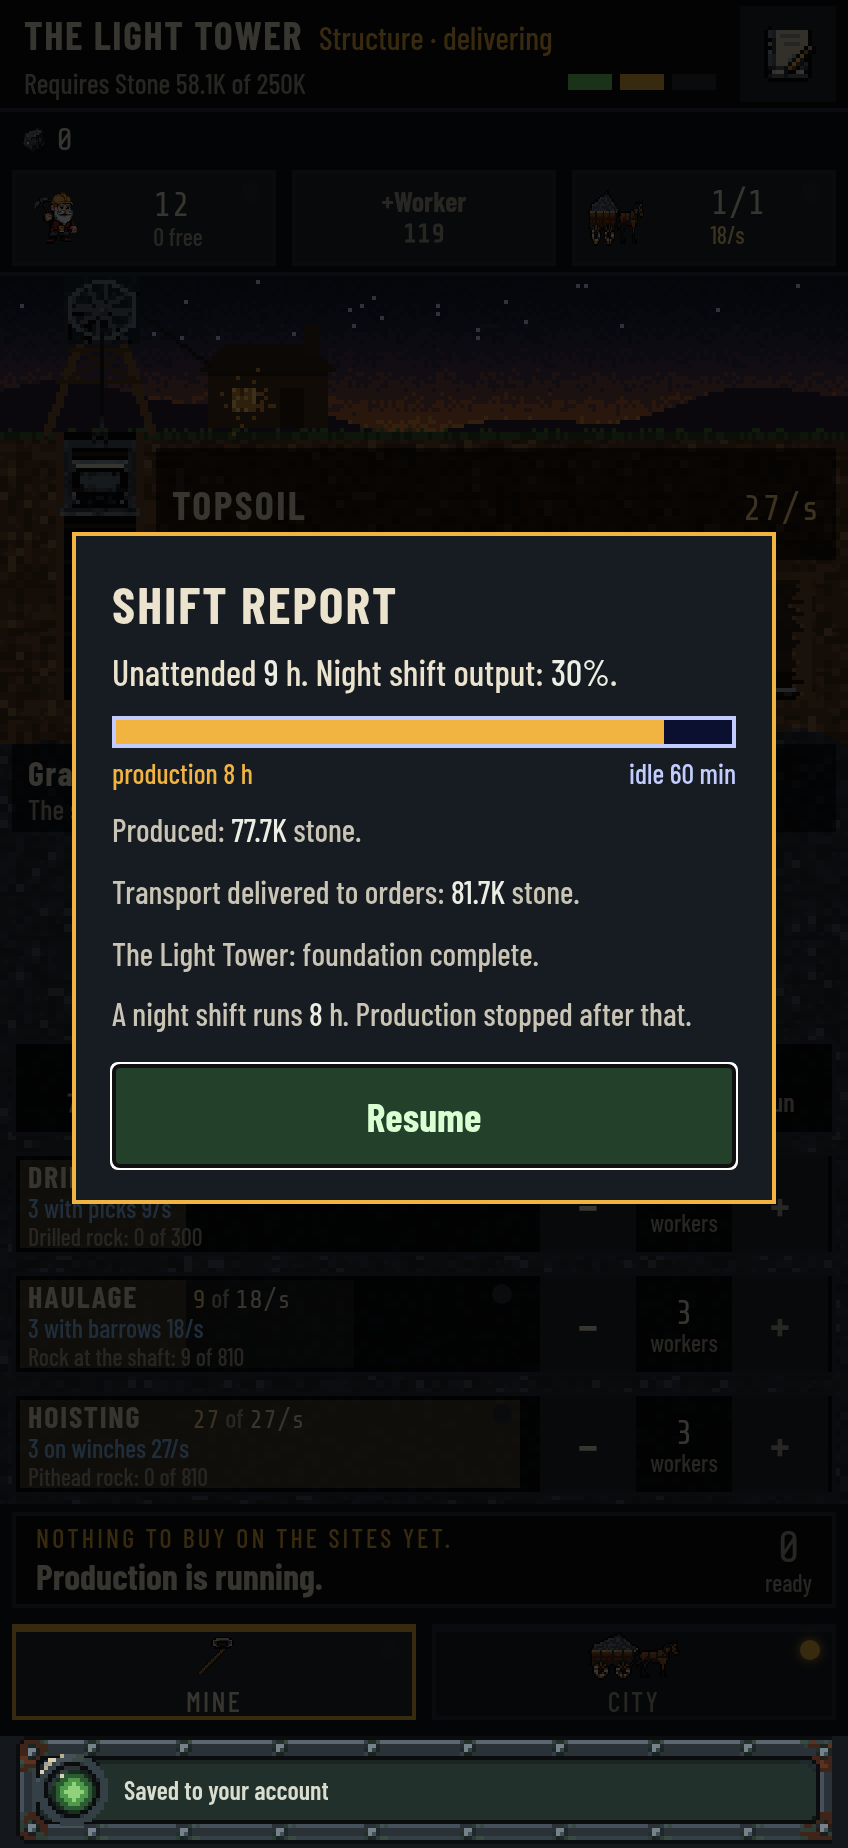 THE LIGHT TOWER Structure · delivering
Requires Stone 58.1K of 250K
0
12
0 free
+Worker
119
1/1
18/s
TOPSOIL
27/s
SHIFT REPORT
Unattended 9 h. Night shift output: 30%.
production 8 h
idle 60 min
Produced: 77.7K stone.
Transport delivered to orders: 81.7K stone.
The Light Tower: foundation complete.
A night shift runs 8 h. Production stopped after that.
Resume
3 with picks 9/s
Drilled rock: 0 of 300
−
workers
+
HAULAGE 9 of 18/s
3 with barrows 18/s
Rock at the shaft: 9 of 810
−
3
workers
+
HOISTING 27 of 27/s
3 on winches 27/s
Pithead rock: 0 of 810
−
3
workers
+
NOTHING TO BUY ON THE SITES YET.
Production is running.
0
ready
MINE
CITY
Saved to your account